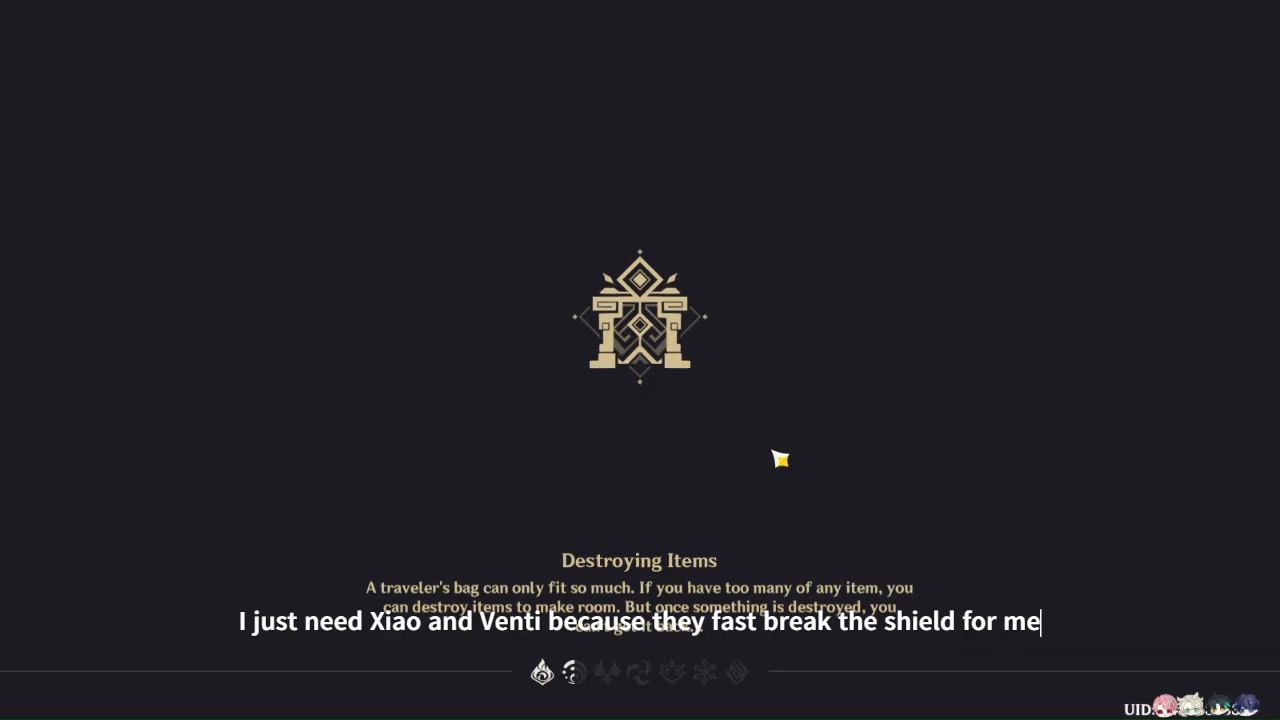 Destroying Items
A traveler's bag can only fit so much. If you have too many of any item, you
can destroy items to make room. But once something is destroyed, you
I just need Xiao and Venti because they fast break the shield for me
UID: